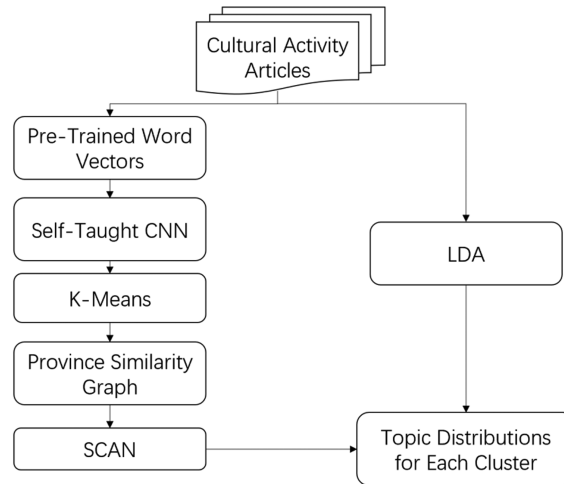 Cultural Activity
Articles
Pre-Trained Word
Vectors
Self-Taught CNN
K-Means
Province Similarity
Graph
SCAN
LDA
Topic Distributions
for Each Cluster